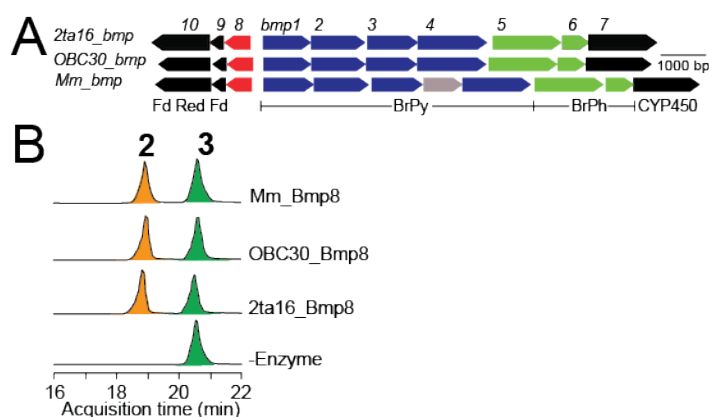 A
10 9 8 bmp1 2 3 4 5 6 7
2ta16_bmp
OBC30_bmp
Mm_bmp
1000 bp
Fd Red Fd BrPy BrPh CYP450
B
2 3
Mm_Bmp8
OBC30_Bmp8
2ta16_Bmp8
-Enzyme
16 18 20 22
Acquisition time (min)